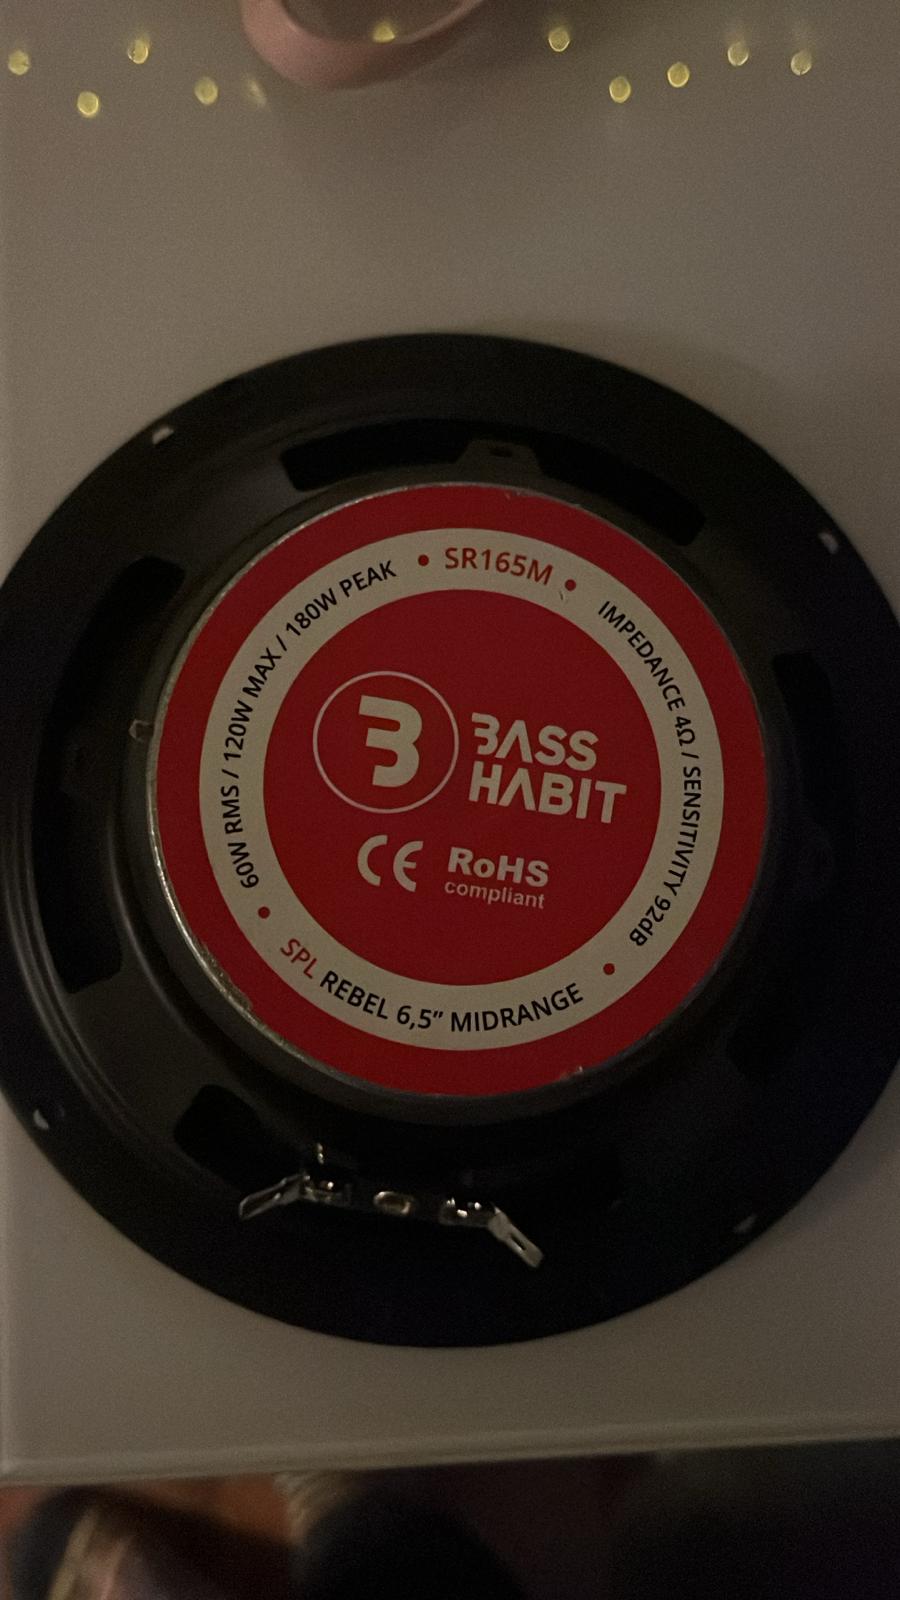 • SR165M •
IMPEDANCE 4Ω / SENSITIVITY 92dB
•
SPL REBEL 6,5” MIDRANGE
•
60W RMS / 120W MAX / 180W PEAK
B
BASS
HABIT
CE
RoHS
compliant